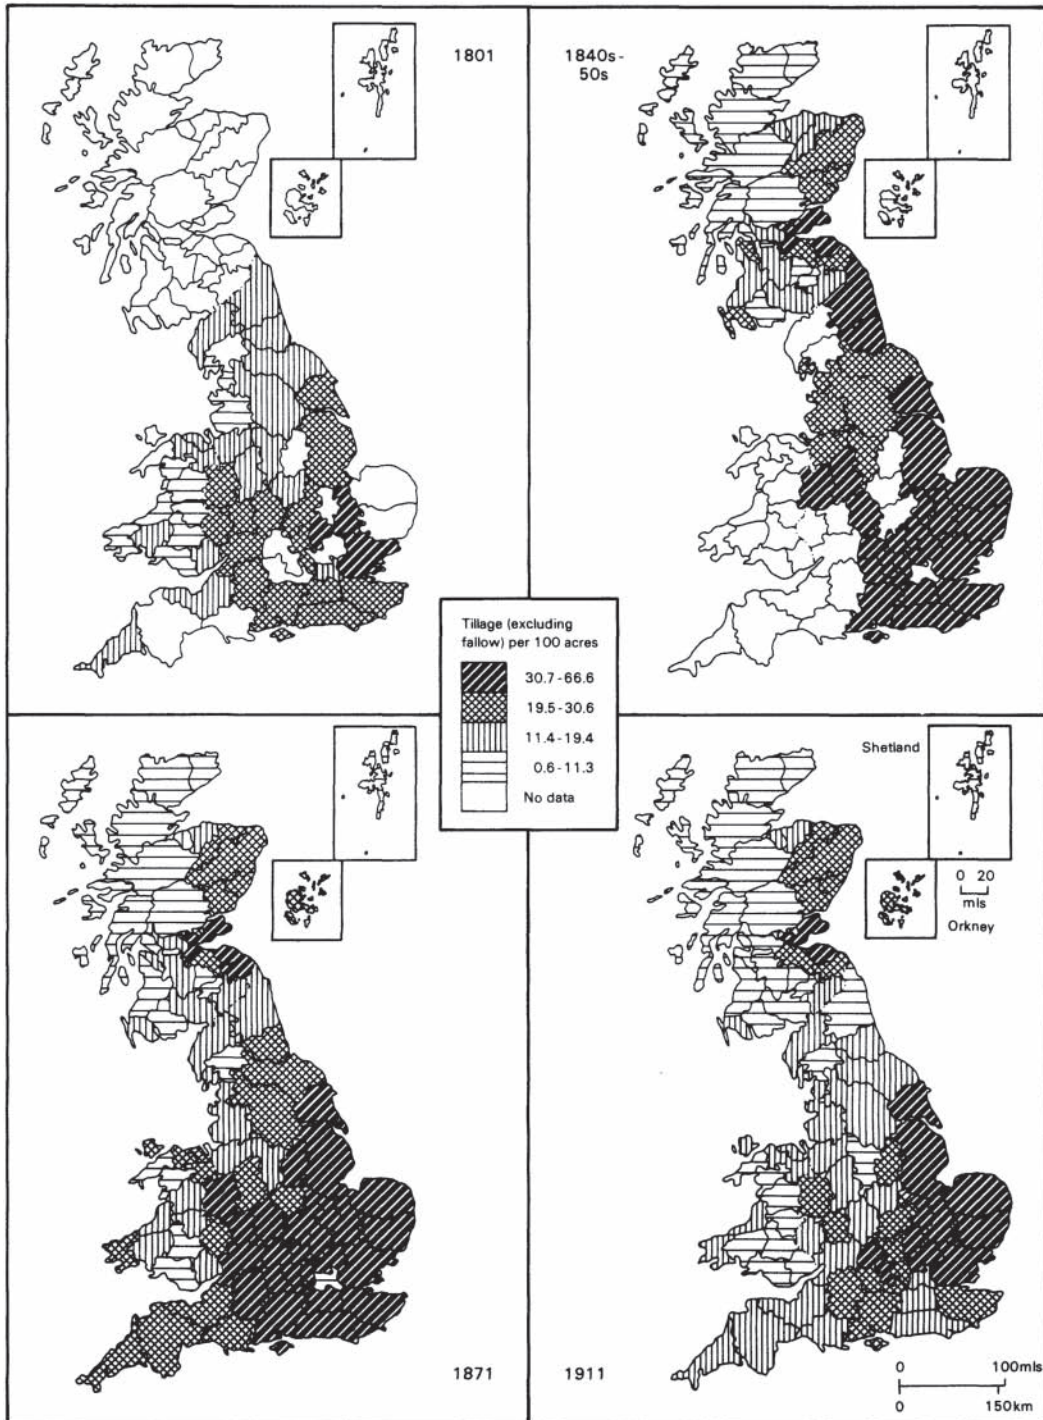 1801
1840s-
50s
Tillage (excluding
fallow) per 100 acres
30.7-66.6
19.5-30.6
11.4-19.4
0.6-11.3
No data
Shetland
0 20
mls
Orkney
1871
1911
0 100mls
0 150km